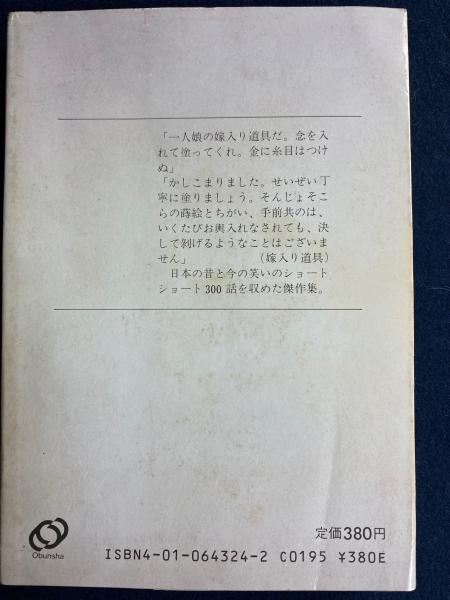 「一人娘の嫁入り道具だ。念を入
れて塗ってくれ。金に糸目はつけ
ぬ」
「かしこまりました。せいぜい丁
寧に塗りましょう。そんじょそこ
らの蒔絵とちがい、手前共のは、
いくたびお輿入れなされても、決
して剝げるようなことはございま
せん」 (嫁入り道具)
日本の昔と今の笑いのショート
ショート300話を収めた傑作集。
定価380円
Obunsha
ISBN4-01-064324-2 C0195 ¥380E